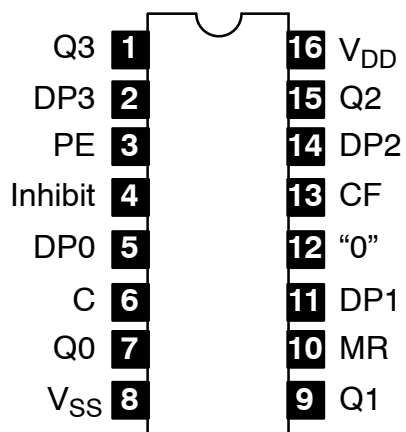 Q3 1 16 VDD
DP3 2 15 Q2
PE 3 14 DP2
Inhibit 4 13 CF
DP0 5 12 “0”
C 6 11 DP1
Q0 7 10 MR
VSS 8 9 Q1